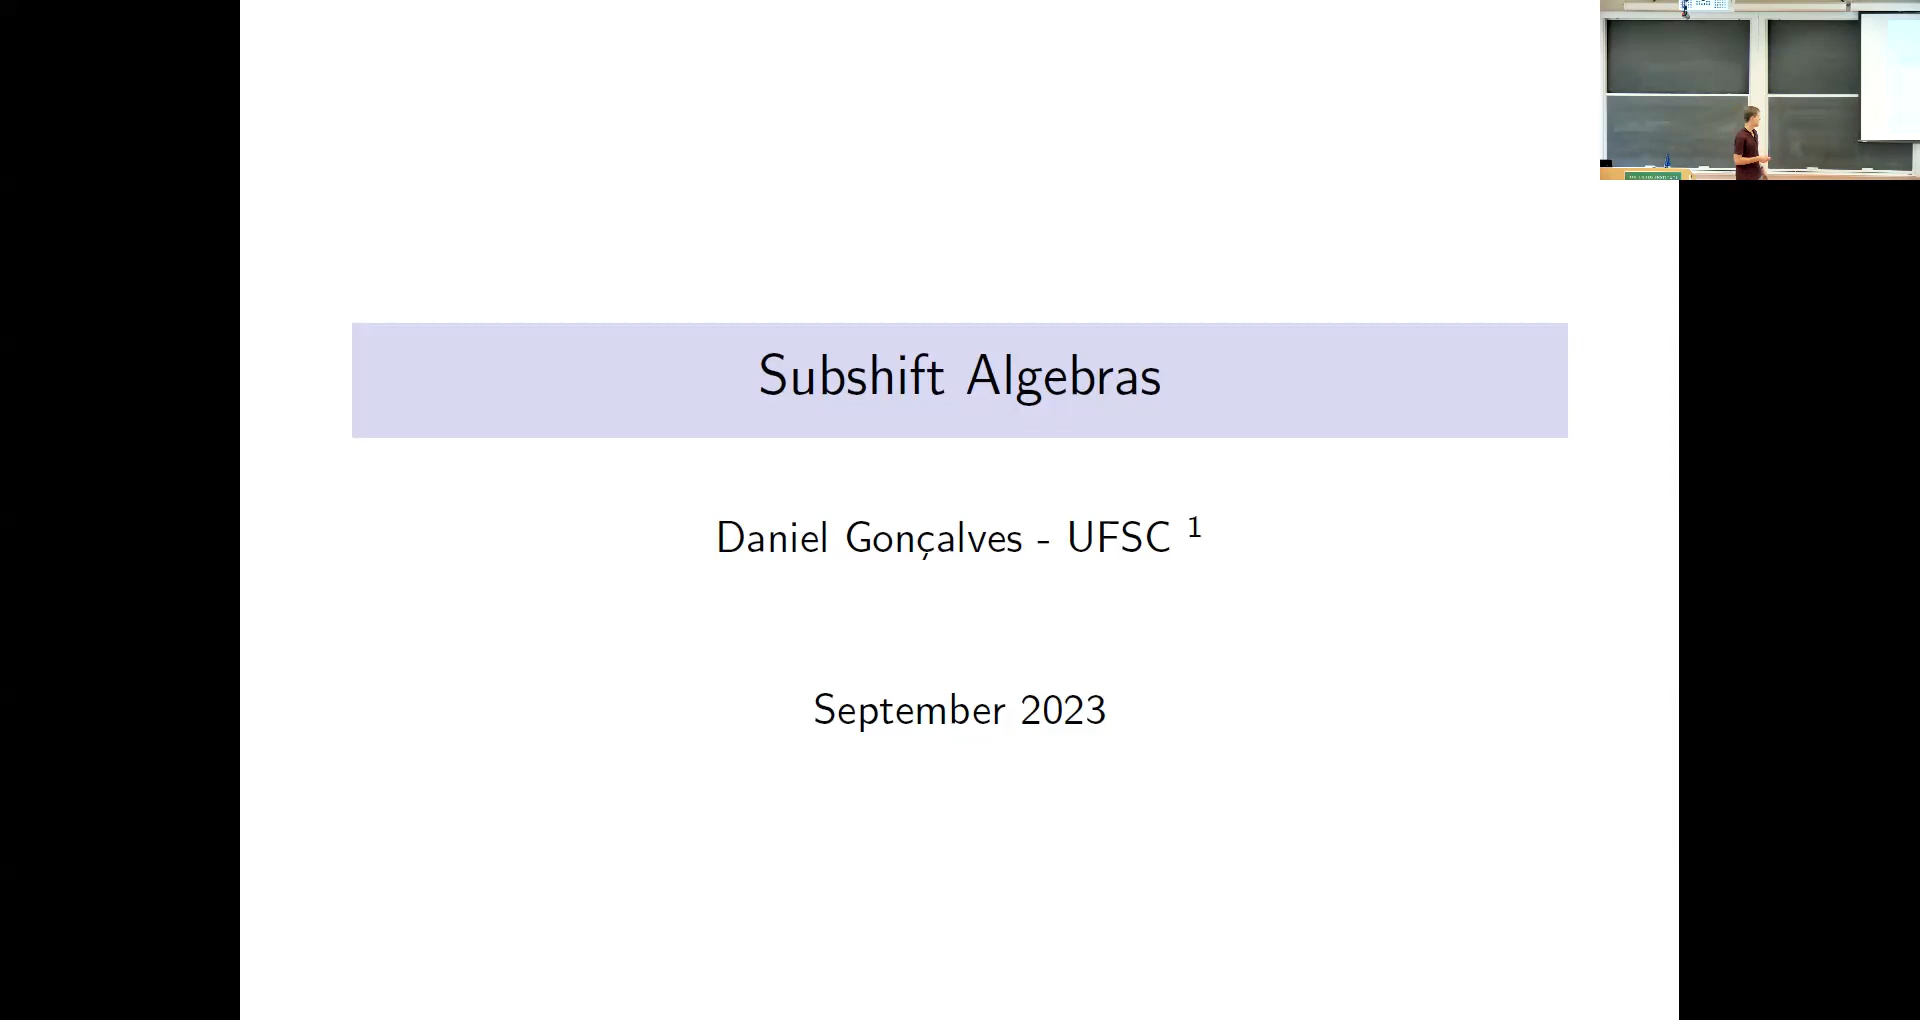 Subshift Algebras
Daniel Gonçalves - UFSC 1
September 2023